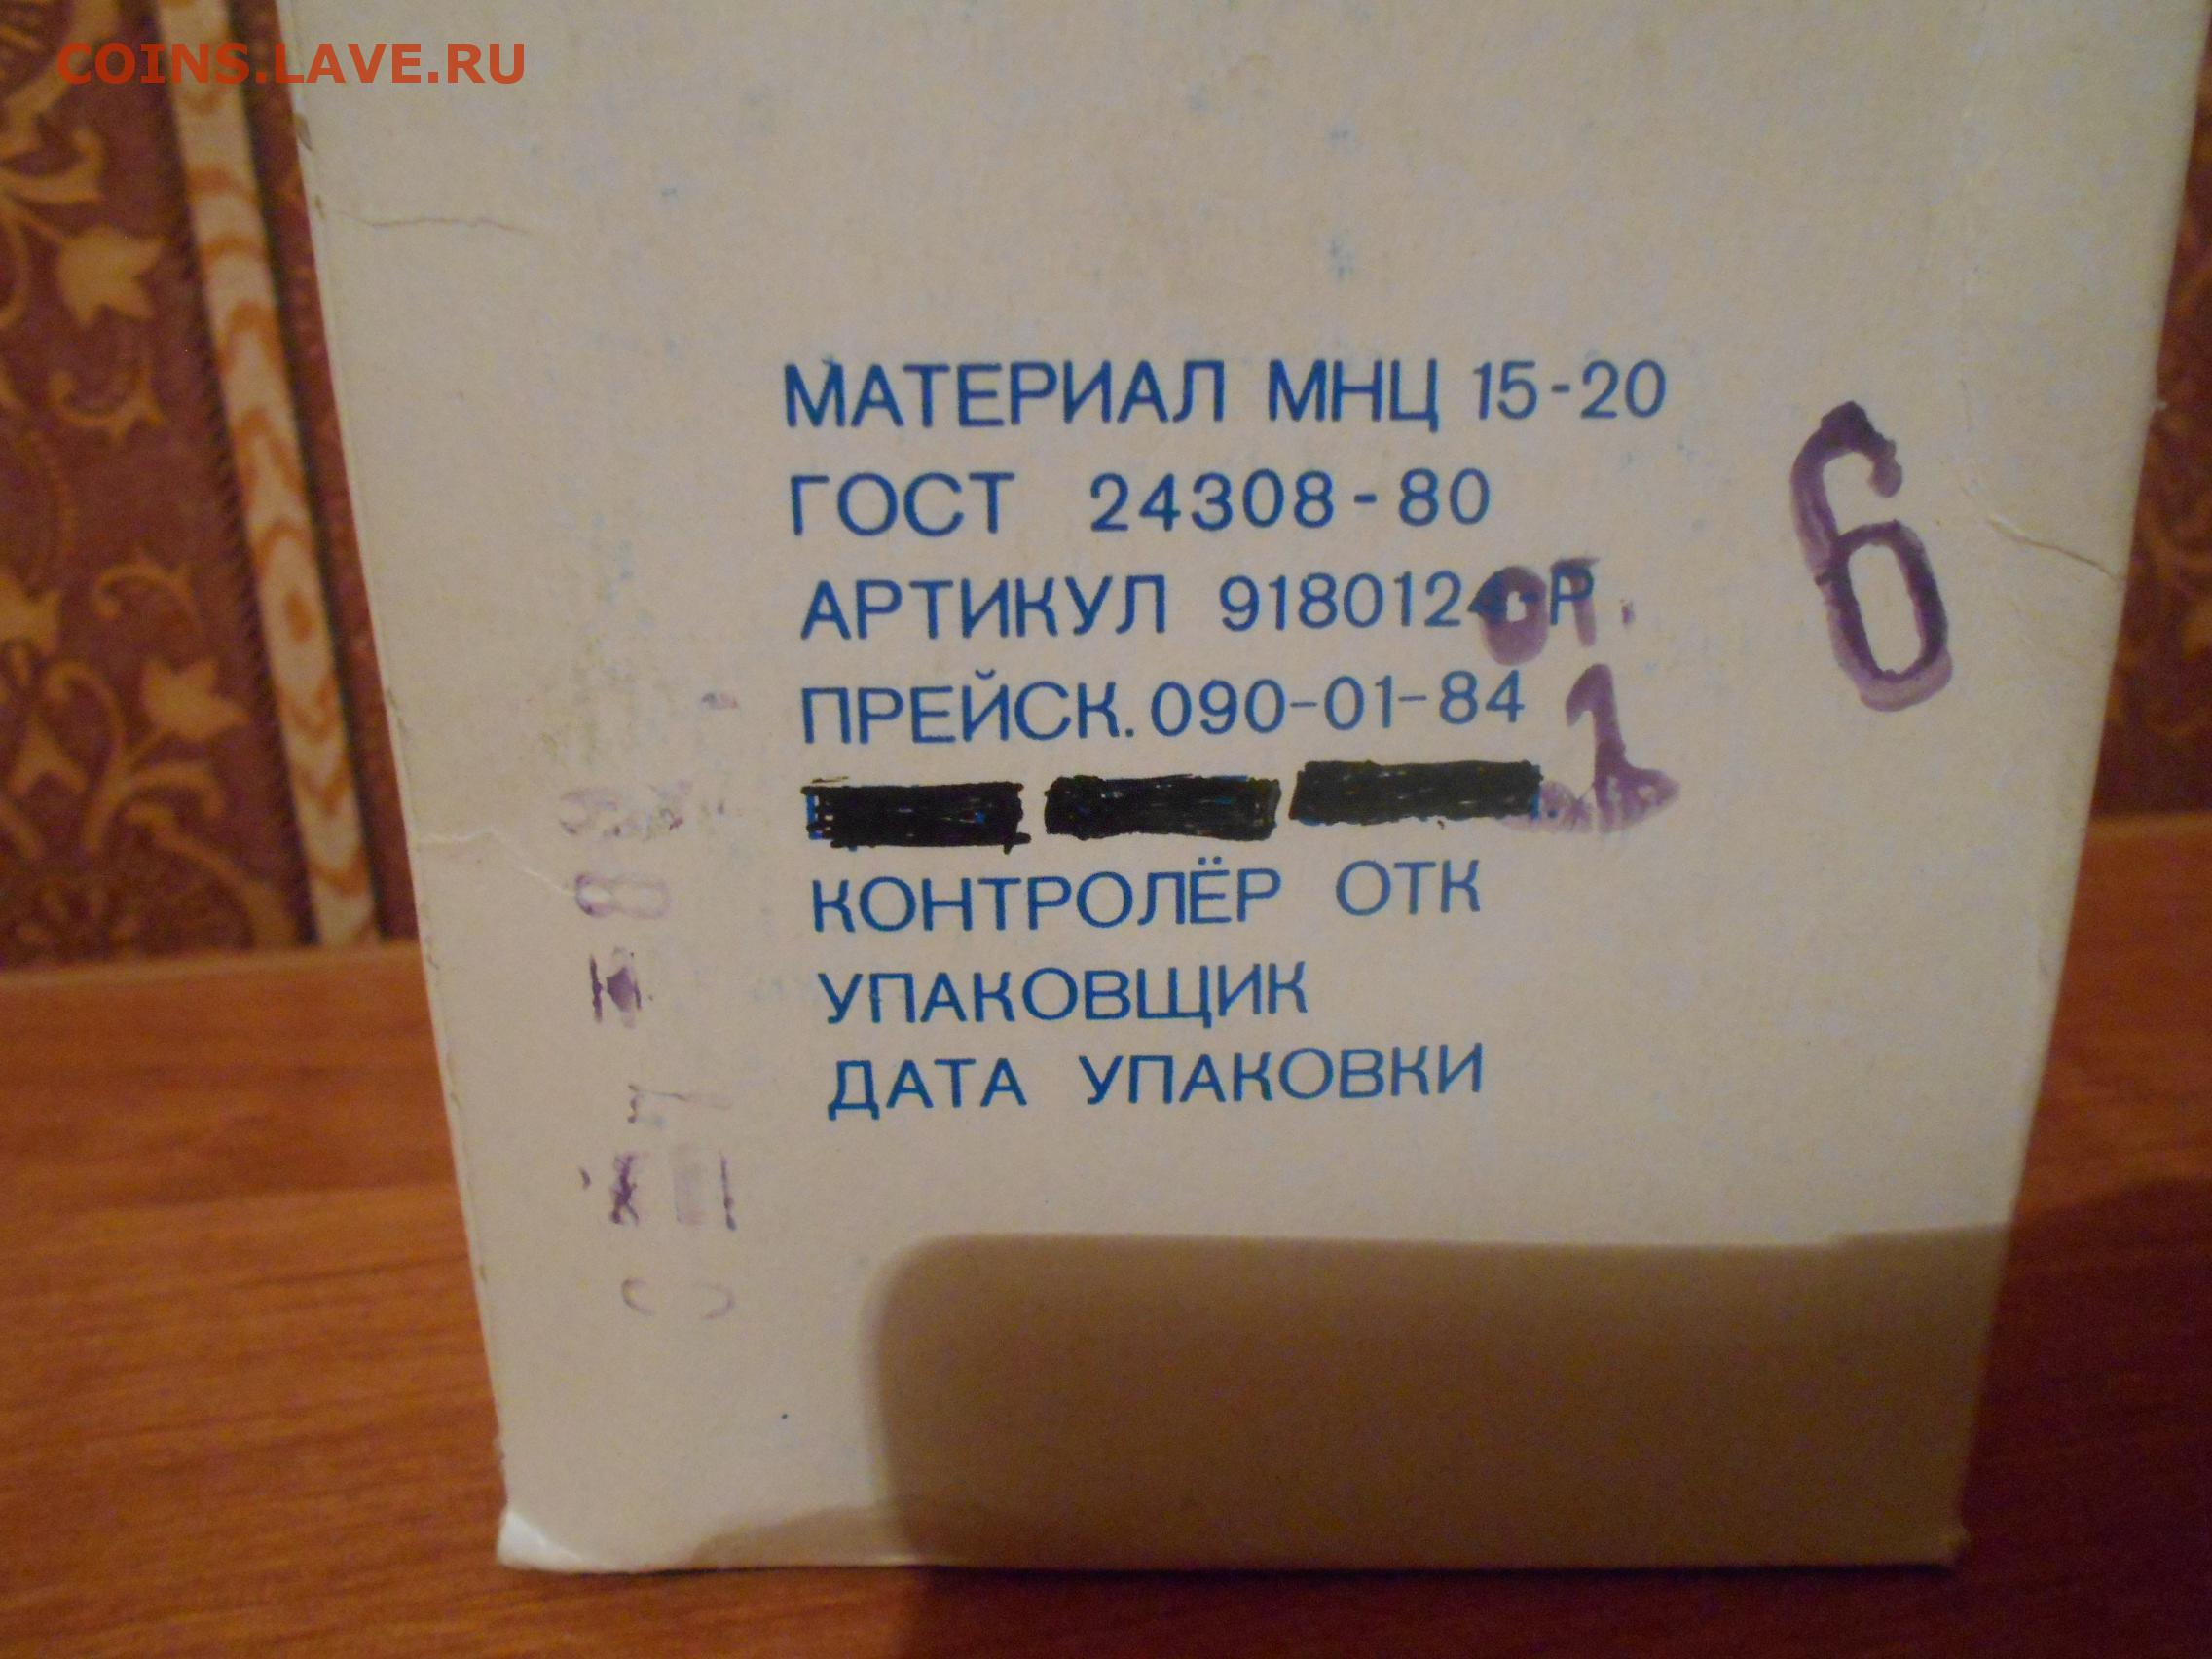 COINS.LAVE.RU
МАТЕРИАЛ МНЦ 15-20
ГОСТ 24308-80
АРТИКУЛ
ПРЕЙСК. 090-01-84
1
6
КОНТРОЛЁР ОТК
УПАКОВЩИК
ДАТА УПАКОВКИ